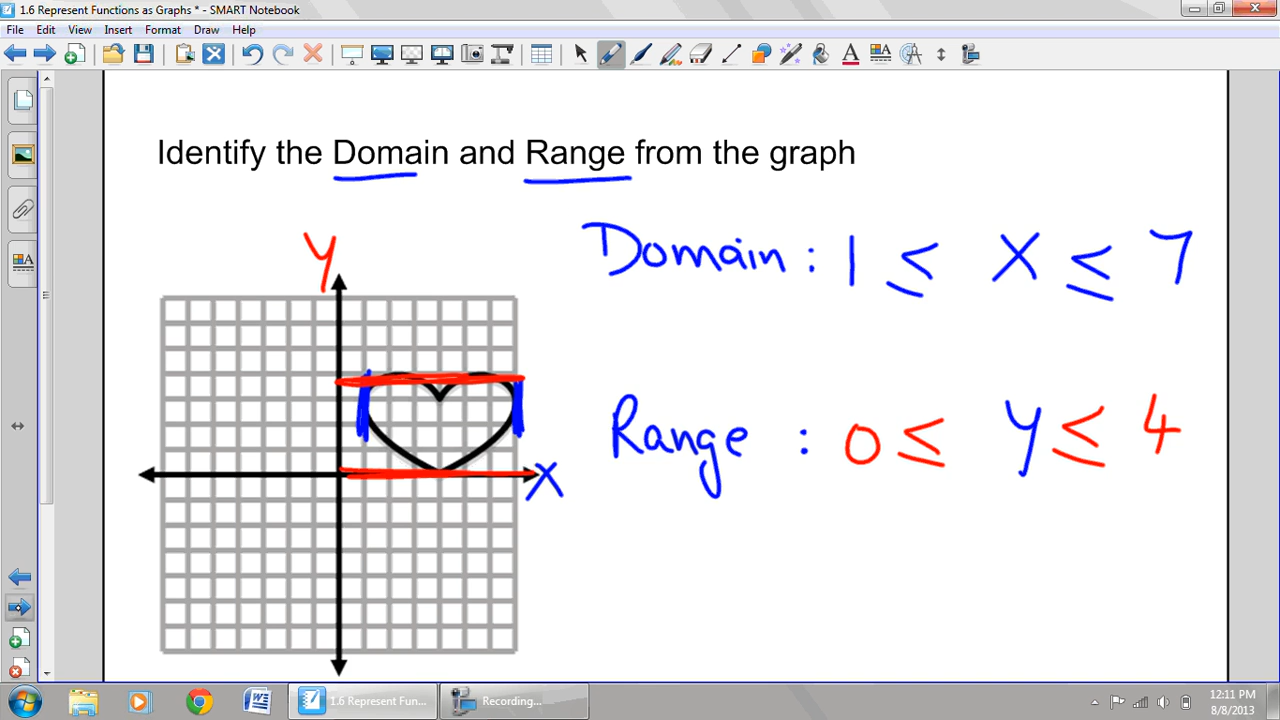 1.6 Represent Functions as Graphs * - SMART Notebook
File Edit View Insert Format Draw Help
Identify the Domain and Range from the graph
Y
Domain : 1 ≤ X ≤ 7
Range : 0 ≤ y ≤ 4
X
1.6 Represent Fun... Recording...
12:11 PM
8/8/2013